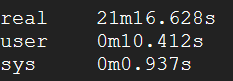 real    21m16.628s
user    0m10.412s
sys     0m0.937s